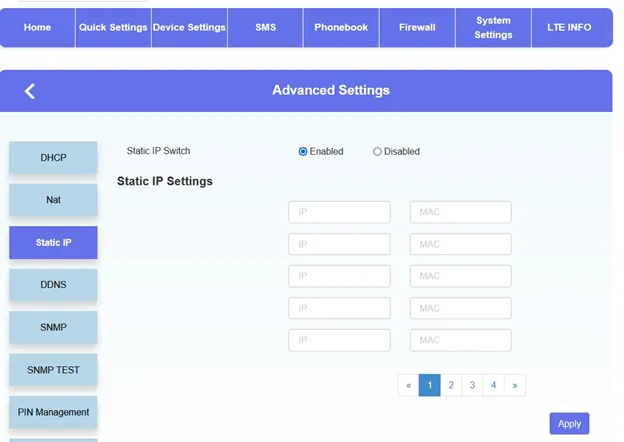 Home
Quick Settings
Device Settings
SMS
Phonebook
Firewall
System
Settings
LTE INFO
Advanced Settings
DHCP
Nat
Static IP
DDNS
SNMP
SNMP TEST
PIN Management
Static IP Switch
Enabled
Disabled
Static IP Settings
IP
MAC
IP
MAC
IP
MAC
IP
MAC
IP
MAC
« 1 2 3 4 »
Apply